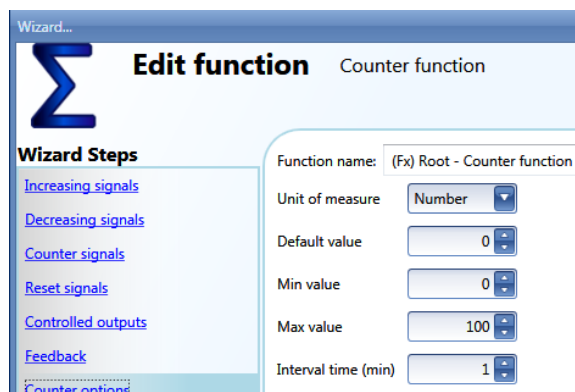 Wizard...
Edit function Counter function
Wizard Steps
Increasing signals
Decreasing signals
Counter signals
Reset signals
Controlled outputs
Feedback
Counter options
Function name: (Fx) Root - Counter function
Unit of measure Number
Default value 0
Min value 0
Max value 100
Interval time (min) 1